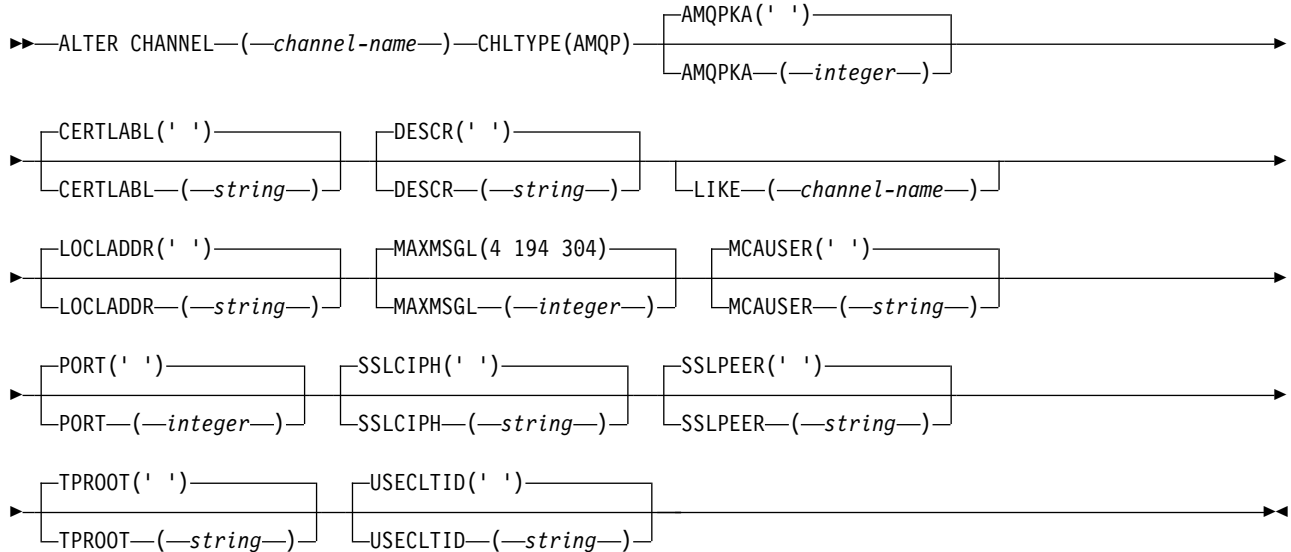 AMQPKA(' ')
ALTER CHANNEL ( channel-name ) CHLTYPE(AMQP)
AMQPKA ( integer )
CERTLABL(' ') DESCR(' ')
CERTLABL ( string ) DESCR ( string ) LIKE ( channel-name )
LOCLADDR(' ') MAXMSGL(4 194 304) MCAUSER(' ')
LOCLADDR ( string ) MAXMSGL ( integer ) MCAUSER ( string )
PORT(' ') SSLCIPH(' ') SSLPEER(' ')
PORT ( integer ) SSLCIPH ( string ) SSLPEER ( string )
TPROOT(' ') USECLTID(' ')
TPROOT ( string ) USECLTID ( string )